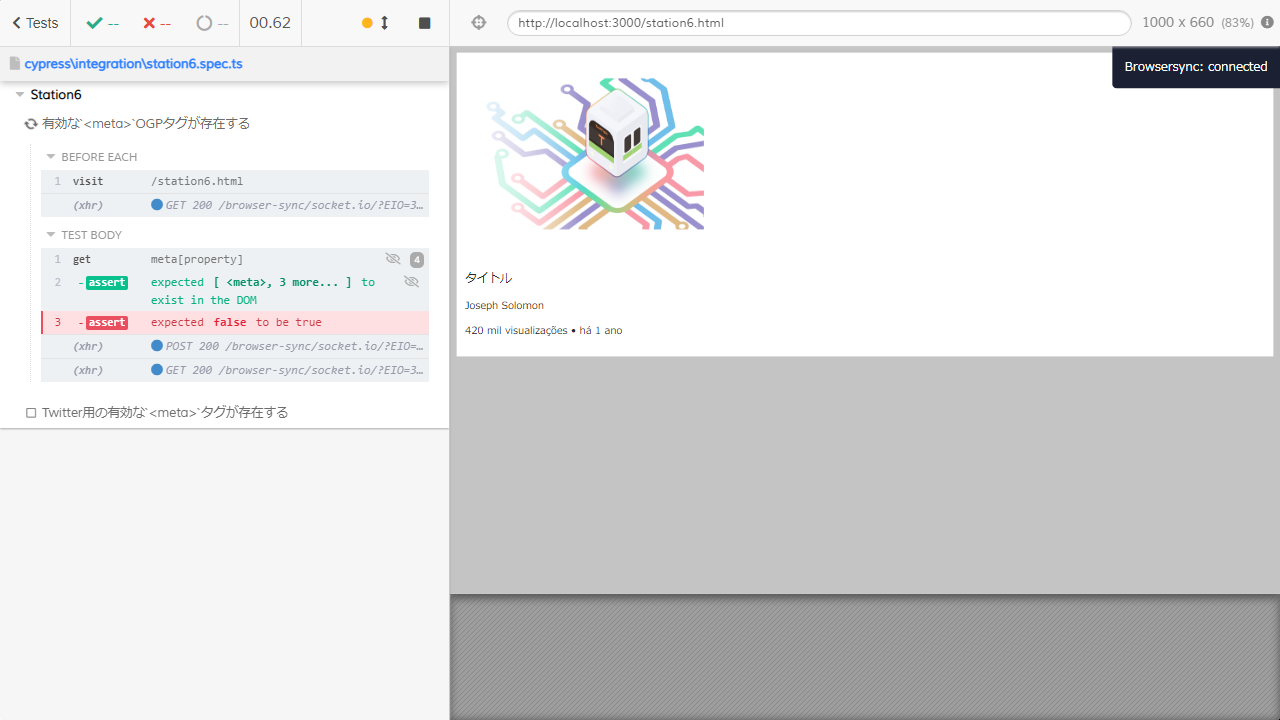 Tests
--
--
--
00.62
http://localhost:3000/station6.html
1000 x 660 (83%)
cypress\integration\station6.spec.ts
Browsersync: connected
Station6
有効な`<meta>`OGPタグが存在する
BEFORE EACH
1 visit /station6.html
(xhr) GET 200 /browser-sync/socket.io/?EIO=3…
TEST BODY
1 get meta[property] 4
2 -assert expected [ <meta>, 3 more... ] to
exist in the DOM
3 -assert expected false to be true
(xhr) POST 200 /browser-sync/socket.io/?EIO=…
(xhr) GET 200 /browser-sync/socket.io/?EIO=3…
Twitter用の有効な`<meta>`タグが存在する
T
タイトル
Joseph Solomon
420 mil visualizações • há 1 ano